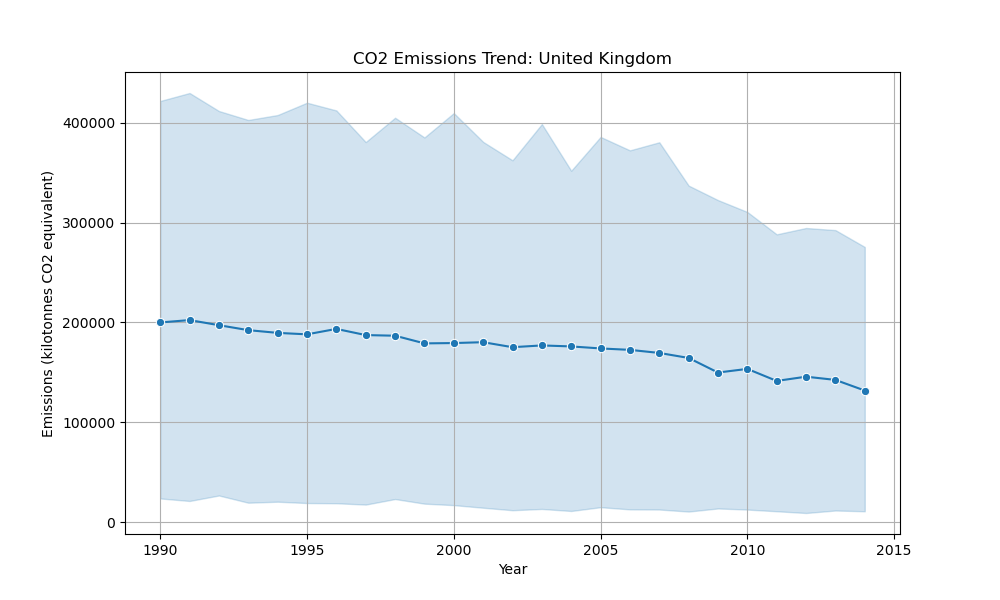 CO2 Emissions Trend: United Kingdom
Emissions (kilotonnes CO2 equivalent)
400000
300000
200000
100000
0
1990 1995 2000 2005 2010 2015
Year